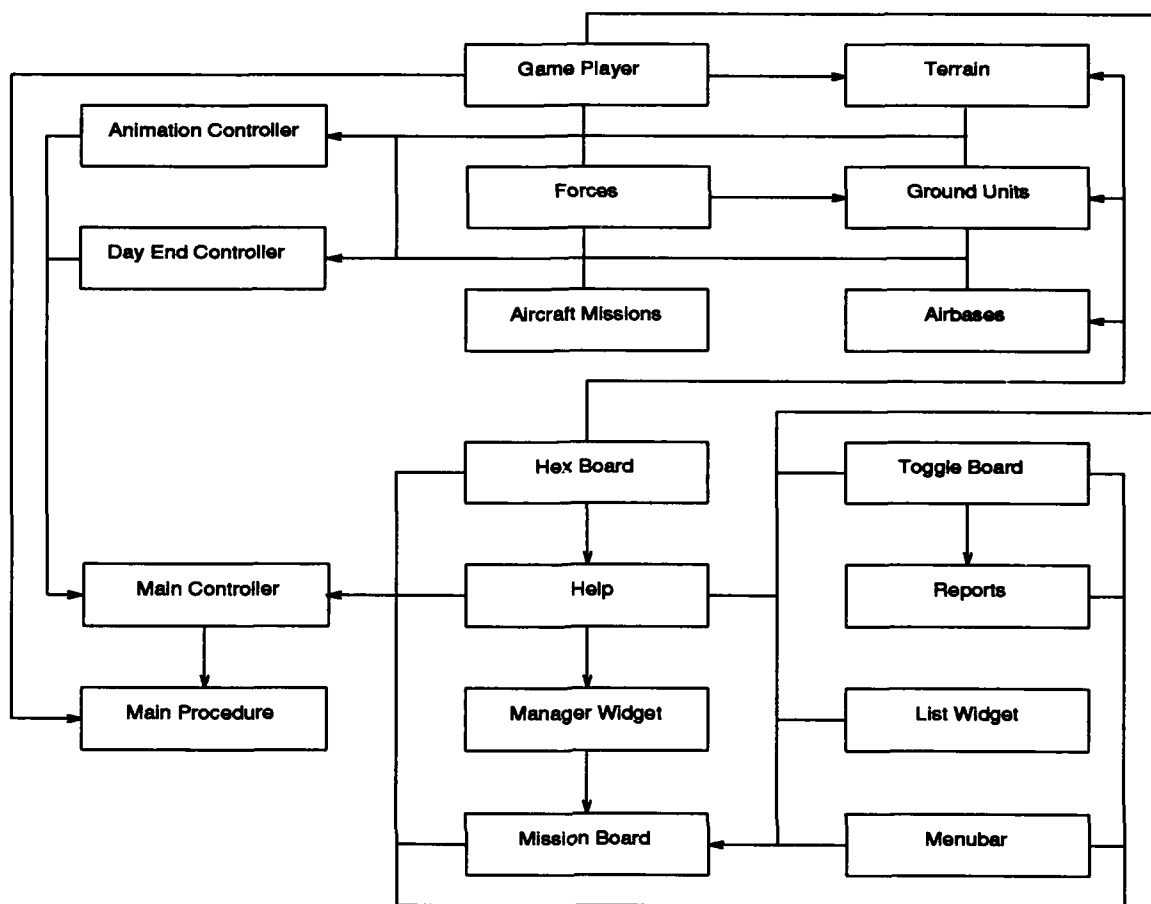 Game Player
Terrain
Animation Controller
Forces
Ground Units
Day End Controller
Aircraft Missions
Airbases
Hex Board
Toggle Board
Main Controller
Help
Reports
Main Procedure
Manager Widget
List Widget
Mission Board
Menubar